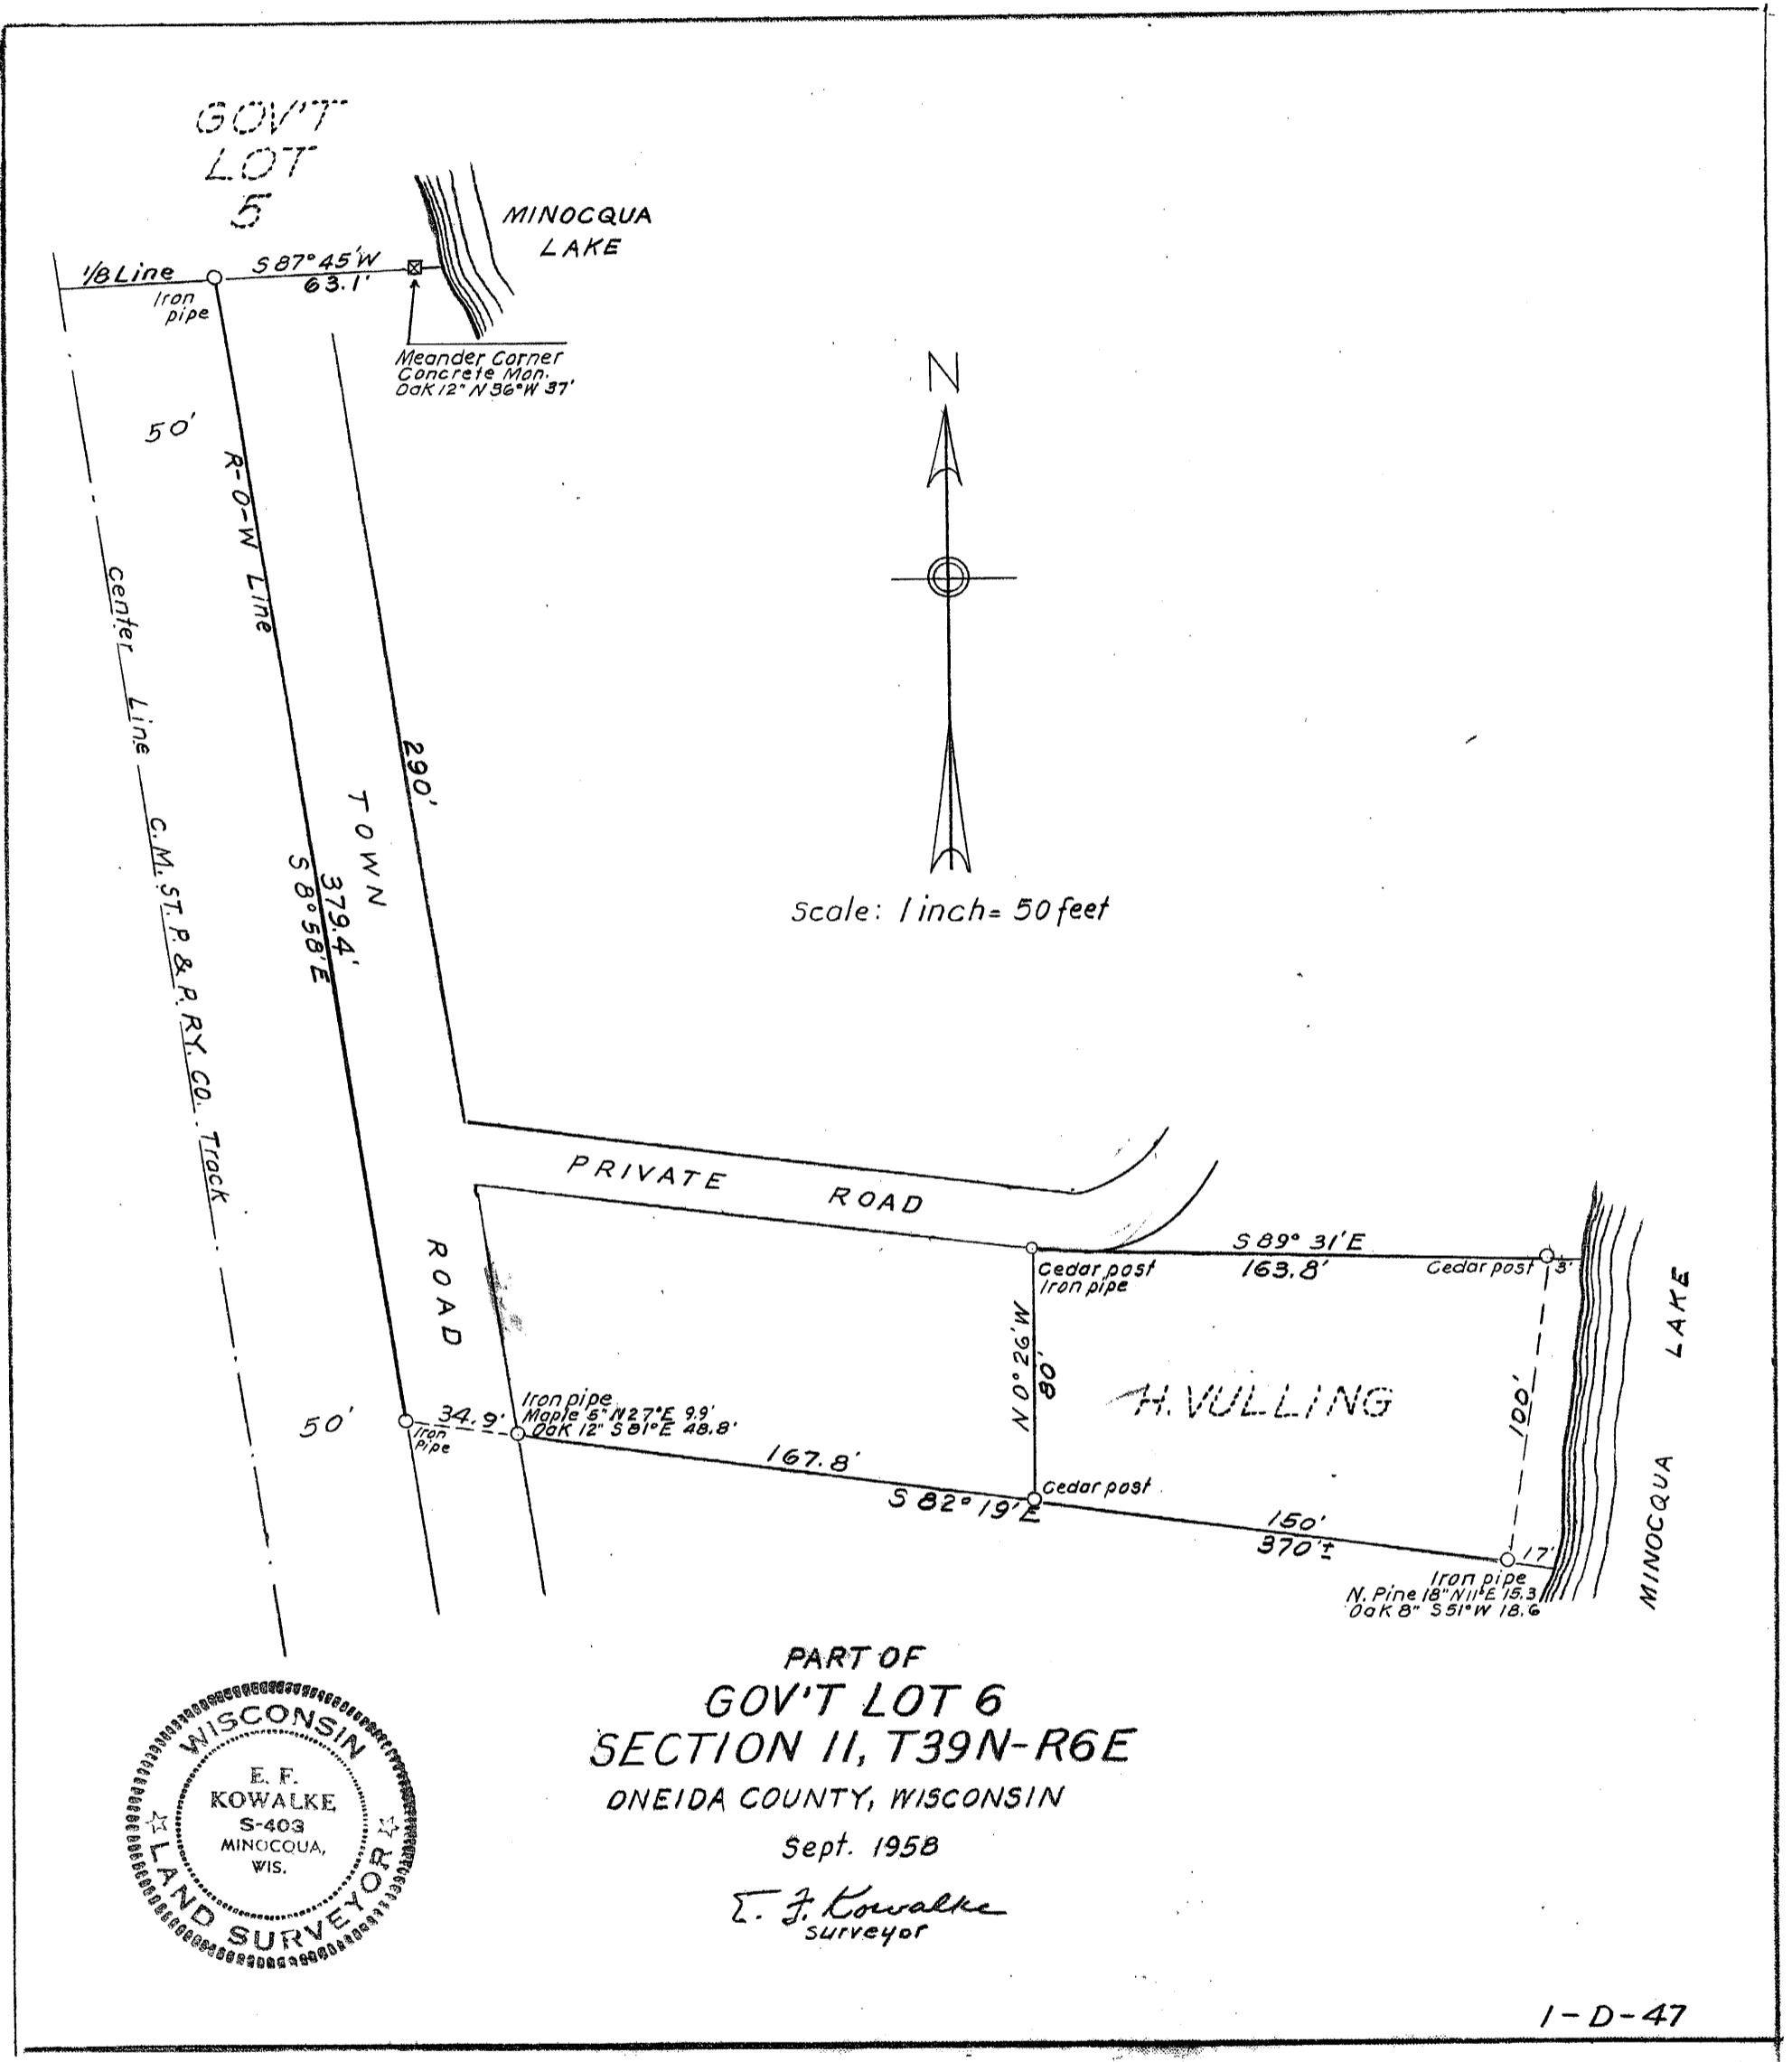 GOV'T
LOT
5
MINOCQUA
LAKE
1/8 Line
S 87° 45' W
63.1'
Iron
pipe
Meander Corner
Concrete Mon.
Oak 12" N 36° W 37'
50'
R-O-W Line
N
Center Line C.M. ST. P. & P. RY. CO. Track
290'
TOWN
379.4'
S 8° 58' E
Scale: 1 inch = 50 feet
PRIVATE ROAD
ROAD
S 89° 31' E
163.8'
Cedar post
Iron pipe
Cedar post
3'
N 0° 26' W
80'
H. VULLING
100'
MINOCQUA LAKE
50'
34.9'
Iron
Pipe
Iron pipe
Maple 5" N 27° E 9.9'
Oak 12" S 81° E 48.8'
167.8'
S 82° 19' E
Cedar post
150'
370' ±
17'
Iron pipe
N. Pine 18" N 11° E 15.3
Oak 8" S 51° W 18.6
PART OF
GOV'T LOT 6
SECTION 11, T39N-R6E
ONEIDA COUNTY, WISCONSIN
Sept. 1958
E. F. Kowalke
Surveyor
WISCONSIN
E. F.
KOWALKE
S-403
MINOCQUA,
WIS.
LAND SURVEYOR
1-D-47